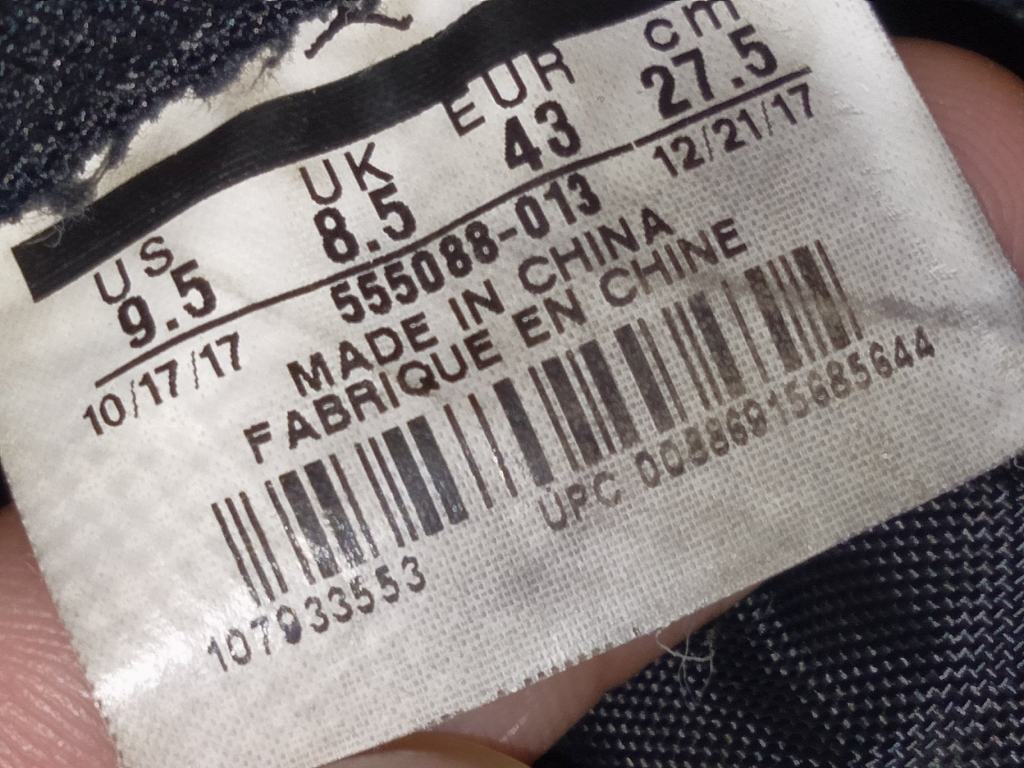 US UK EUR cm
9.5 8.5 43 27.5
10/17/17 555088-013 12/21/17
MADE IN CHINA
FABRIQUE EN CHINE
107933553 UPC 00886915685644